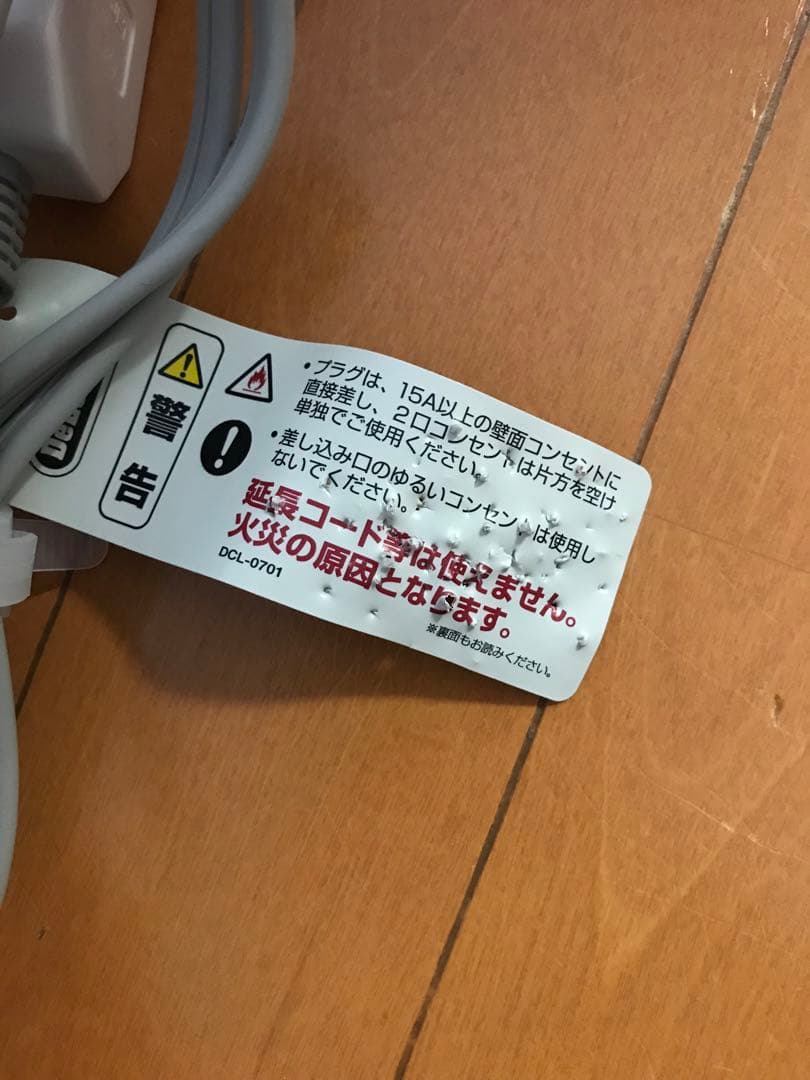 警告
・プラグは、15A以上の壁面コンセントに
直接差し、2口コンセントは片方を空け
単独でご使用ください。
・差し込み口のゆるいコンセントは使用し
ないでください。
延長コード等は使えません。
火災の原因となります。
DCL-0701
※裏面もお読みください。